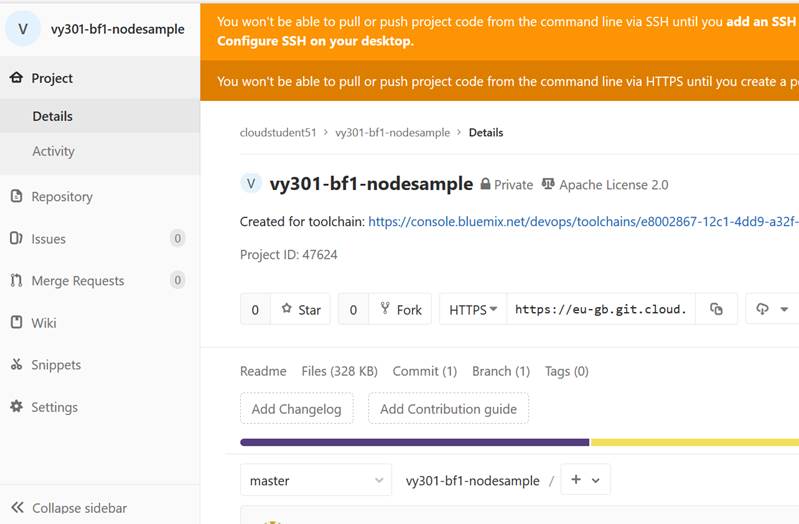 V vy301-bf1-nodesample
You won't be able to pull or push project code from the command line via SSH until you add an SSH
Configure SSH on your desktop.
You won't be able to pull or push project code from the command line via HTTPS until you create a
Project
Details
Activity
Repository
Issues 0
Merge Requests 0
Wiki
Snippets
Settings
Collapse sidebar
cloudstudent51 > vy301-bf1-nodesample > Details
V vy301-bf1-nodesample Private Apache License 2.0
Created for toolchain: https://console.bluemix.net/devops/toolchains/e8002867-12c1-4dd9-a32f-
Project ID: 47624
0 Star 0 Fork HTTPS https://eu-gb.git.cloud.
Readme Files (328 KB) Commit (1) Branch (1) Tags (0)
Add Changelog Add Contribution guide
master vy301-bf1-nodesample / +